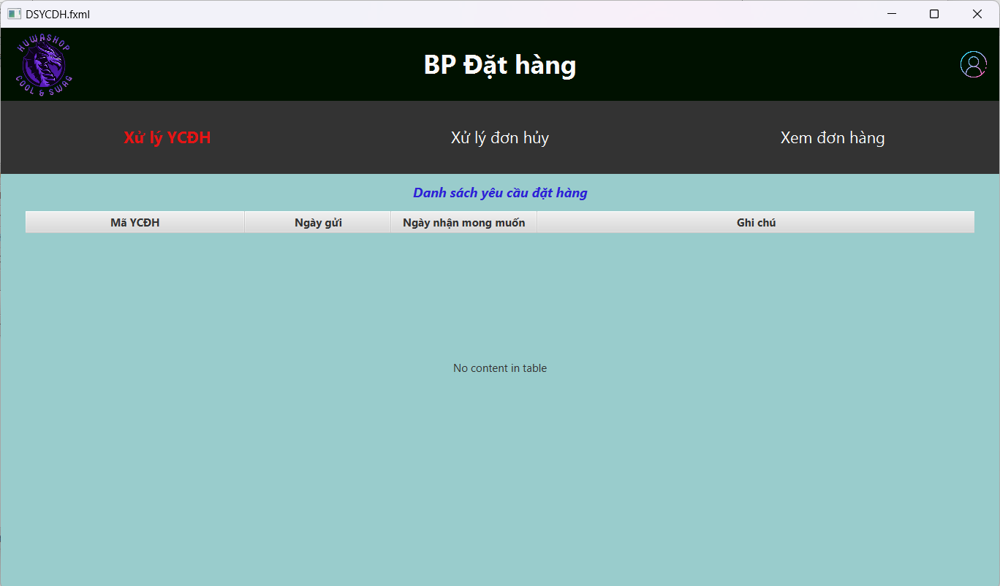 DSYCDH.fxml
HUWASHOP
COOL & SWAG
BP Đặt hàng
Xử lý YCĐH
Xử lý đơn hủy
Xem đơn hàng
Danh sách yêu cầu đặt hàng
Mã YCĐH
Ngày gửi
Ngày nhận mong muốn
Ghi chú
No content in table